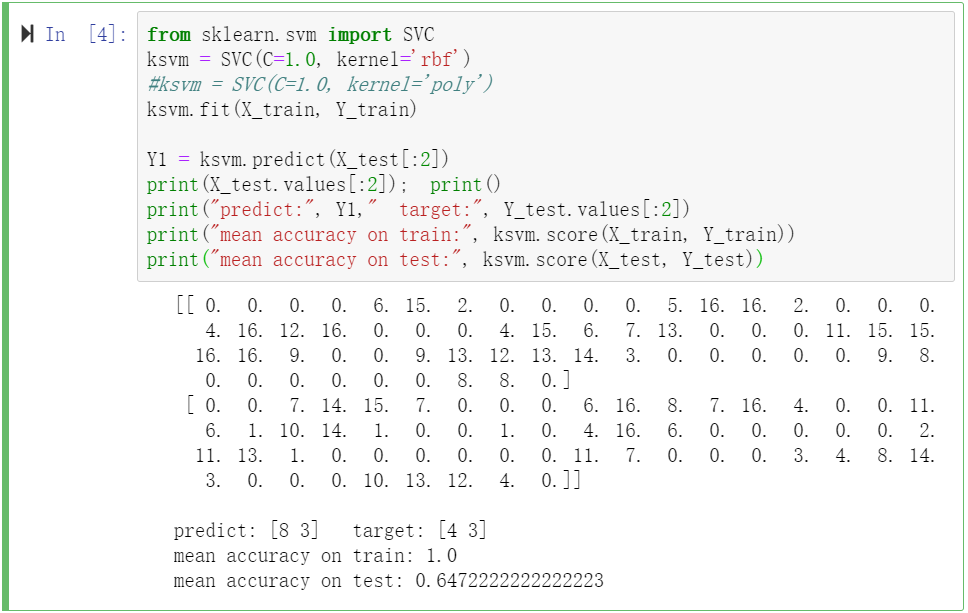 In [4]:
from sklearn.svm import SVC
ksvm = SVC(C=1.0, kernel='rbf')
#ksvm = SVC(C=1.0, kernel='poly')
ksvm.fit(X_train, Y_train)
Y1 = ksvm.predict(X_test[:2])
print(X_test.values[:2]);  print()
print("predict:", Y1,"  target:", Y_test.values[:2])
print("mean accuracy on train:", ksvm.score(X_train, Y_train))
print("mean accuracy on test:", ksvm.score(X_test, Y_test))
[[ 0.  0.  0.  0.  6. 15.  2.  0.  0.  0.  0.  5. 16. 16.  2.  0.  0.  0.
4. 16. 12. 16.  0.  0.  0.  4. 15.  6.  7. 13.  0.  0.  0. 11. 15. 15.
16. 16.  9.  0.  0.  9. 13. 12. 13. 14.  3.  0.  0.  0.  0.  0.  9.  8.
0.  0.  0.  0.  0.  0.  8.  8.  0.]
[ 0.  0.  7. 14. 15.  7.  0.  0.  0.  6. 16.  8.  7. 16.  4.  0.  0. 11.
6.  1. 10. 14.  1.  0.  0.  1.  0.  4. 16.  6.  0.  0.  0.  0.  0.  2.
11. 13.  1.  0.  0.  0.  0.  0.  0. 11.  7.  0.  0.  0.  3.  4.  8. 14.
3.  0.  0.  0. 10. 13. 12.  4.  0.]]
predict: [8 3]   target: [4 3]
mean accuracy on train: 1.0
mean accuracy on test: 0.6472222222222223